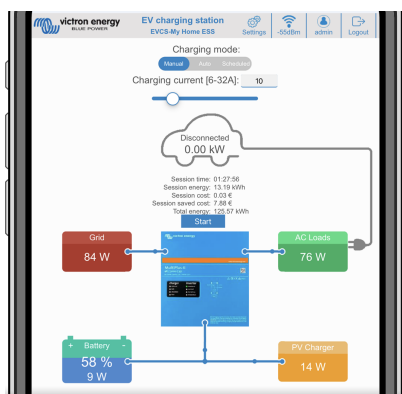 victron energy
BLUE POWER
EV charging station
EVCS-My Home ESS
Settings
-55dBm
admin
Logout
Charging mode:
Manual
Auto
Scheduled
Charging current [6-32A]:
10
Disconnected
0.00 kW
Session time: 01:27:56
Session energy: 13.19 kWh
Session cost: 0.03 €
Session saved cost: 7.88 €
Total energy: 125.57 kWh
Start
Grid
84 W
victron energy
AC Loads
76 W
+ Battery -
58 %
9 W
PV Charger
14 W